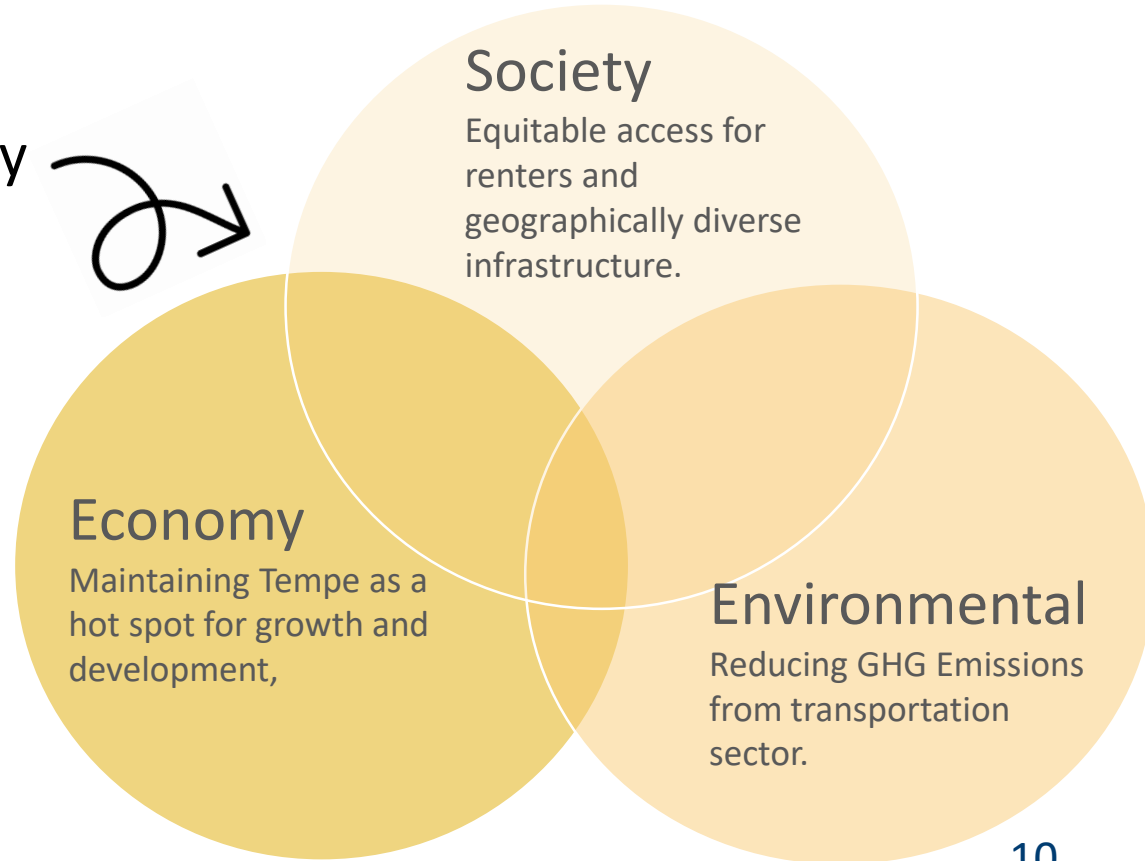 y
Society
Equitable access for
renters and
geographically diverse
infrastructure.
Economy
Maintaining Tempe as a
hot spot for growth and
development,
Environmental
Reducing GHG Emissions
from transportation
sector.
10